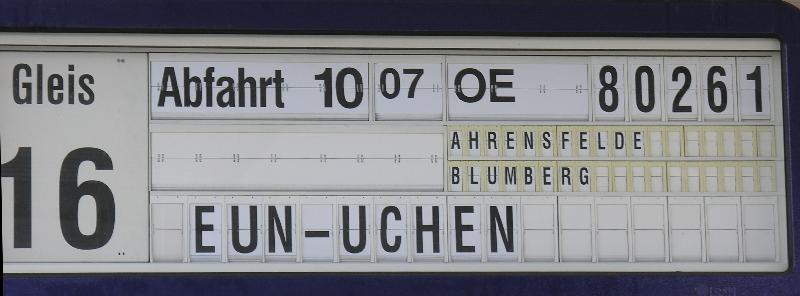 Gleis
16
Abfahrt 10 07 OE 80261
AHRENSFELDE
BLUMBERG
EUN-UCHEN